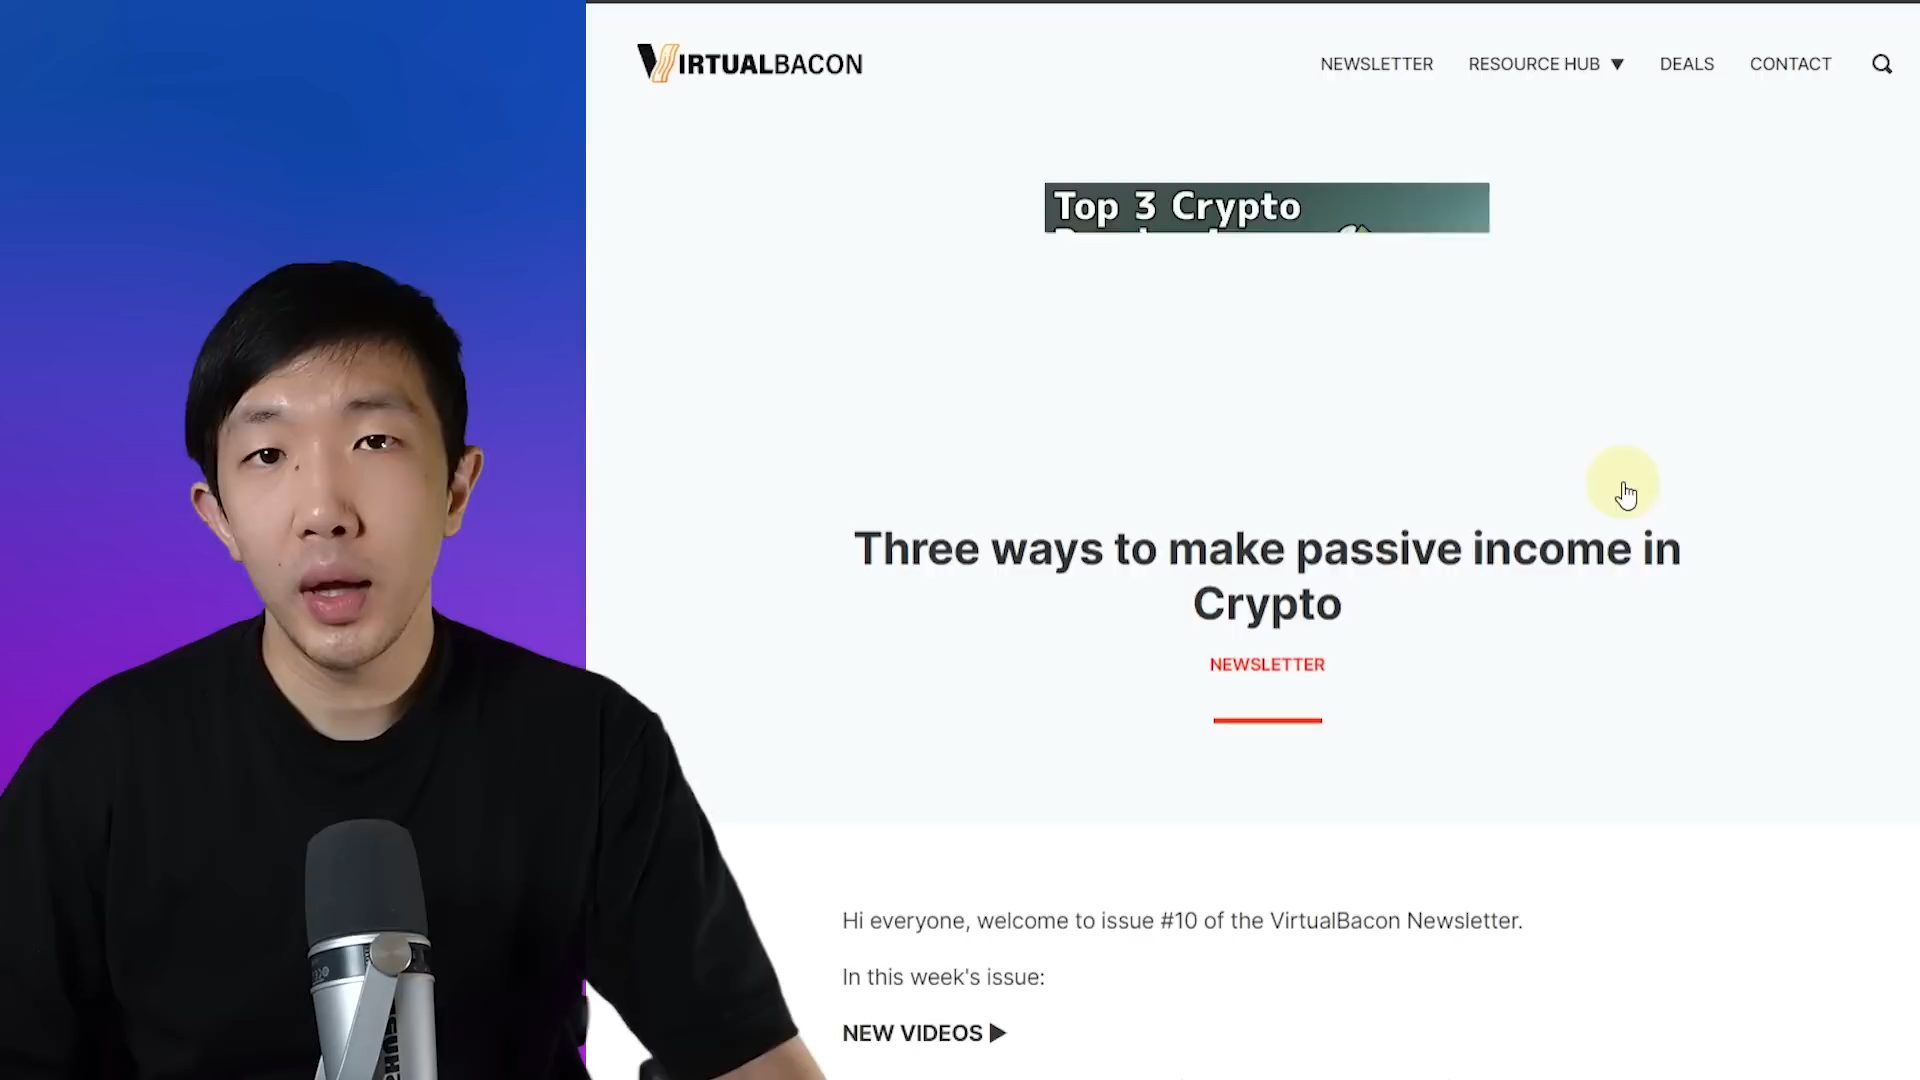 VIRTUALBACON
NEWSLETTER
RESOURCE HUB ▼
DEALS
CONTACT
Top 3 Crypto
Three ways to make passive income in
Crypto
NEWSLETTER
Hi everyone, welcome to issue #10 of the VirtualBacon Newsletter.
In this week's issue:
NEW VIDEOS ▶